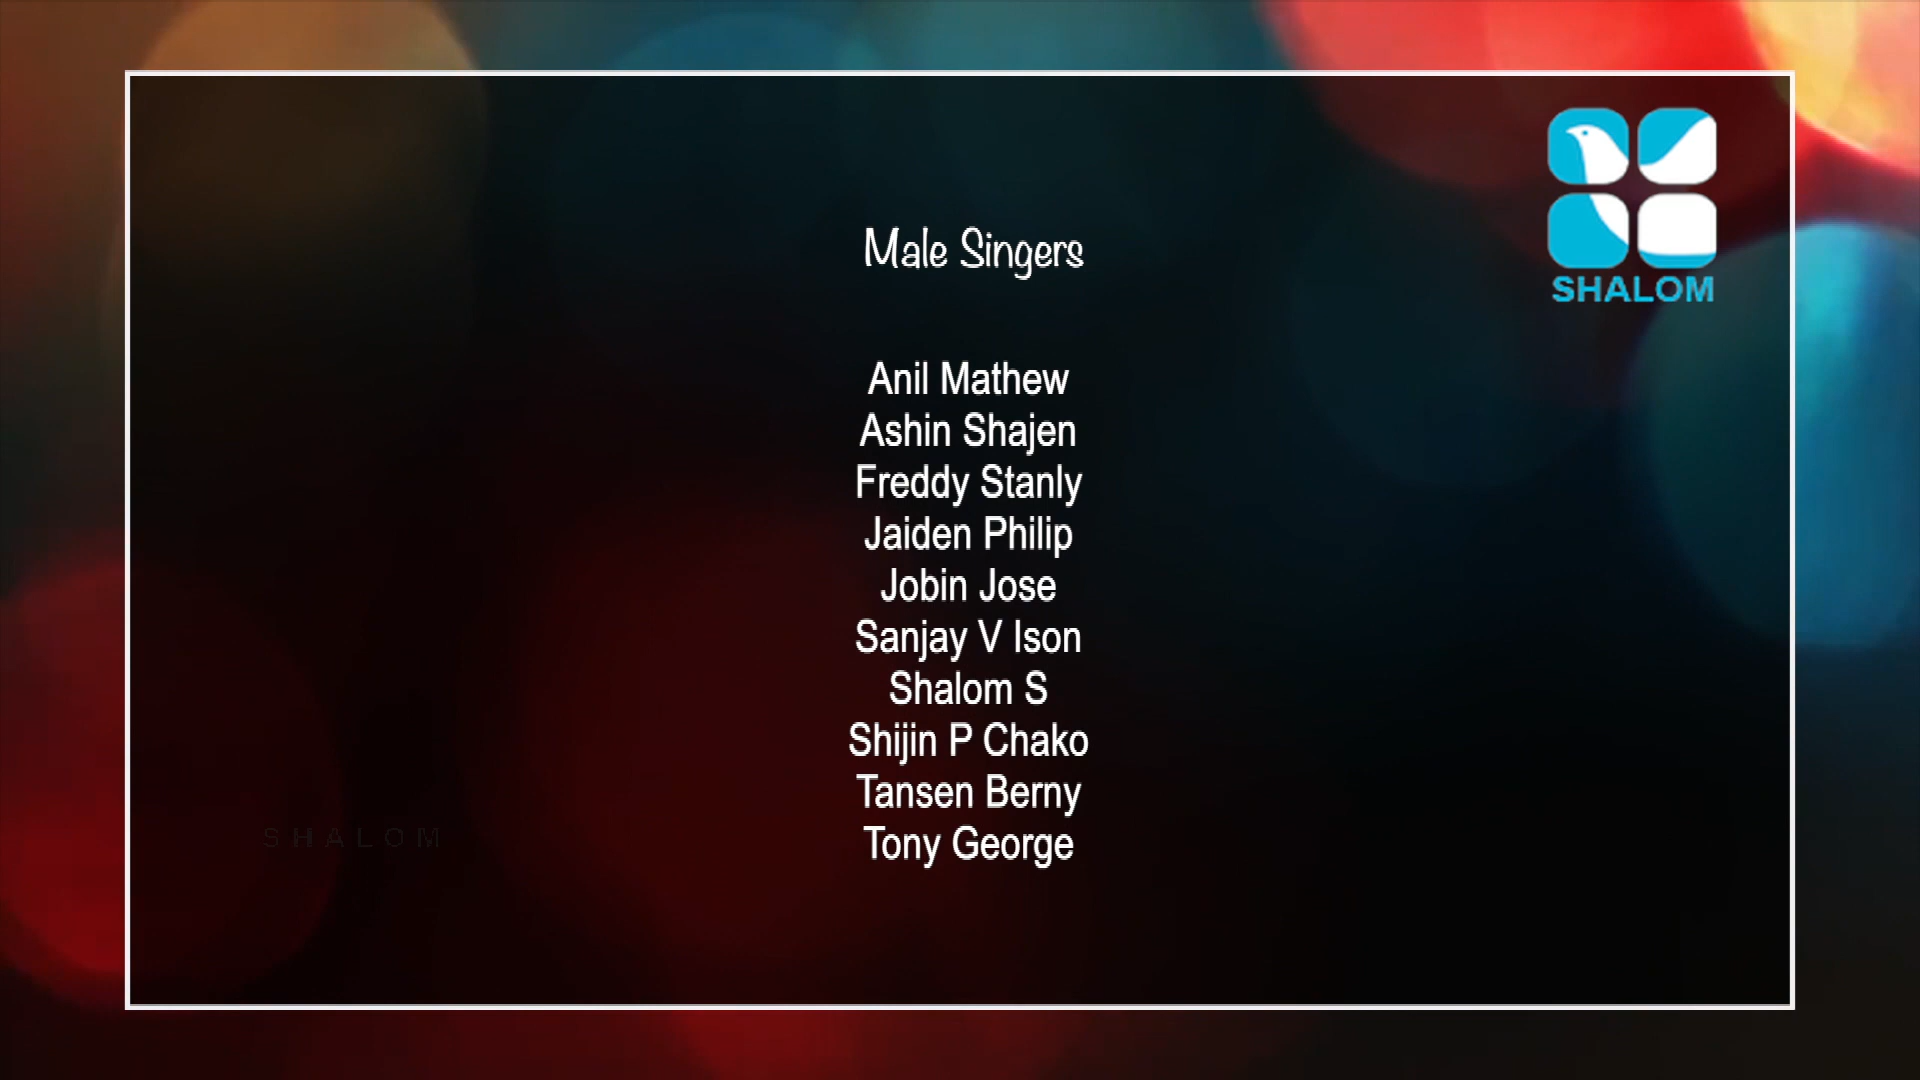 Male Singers
SHALOM
Anil Mathew
Ashin Shajen
Freddy Stanly
Jaiden Philip
Jobin Jose
Sanjay V Ison
Shalom S
Shijin P Chako
Tansen Berny
Tony George
SHALOM